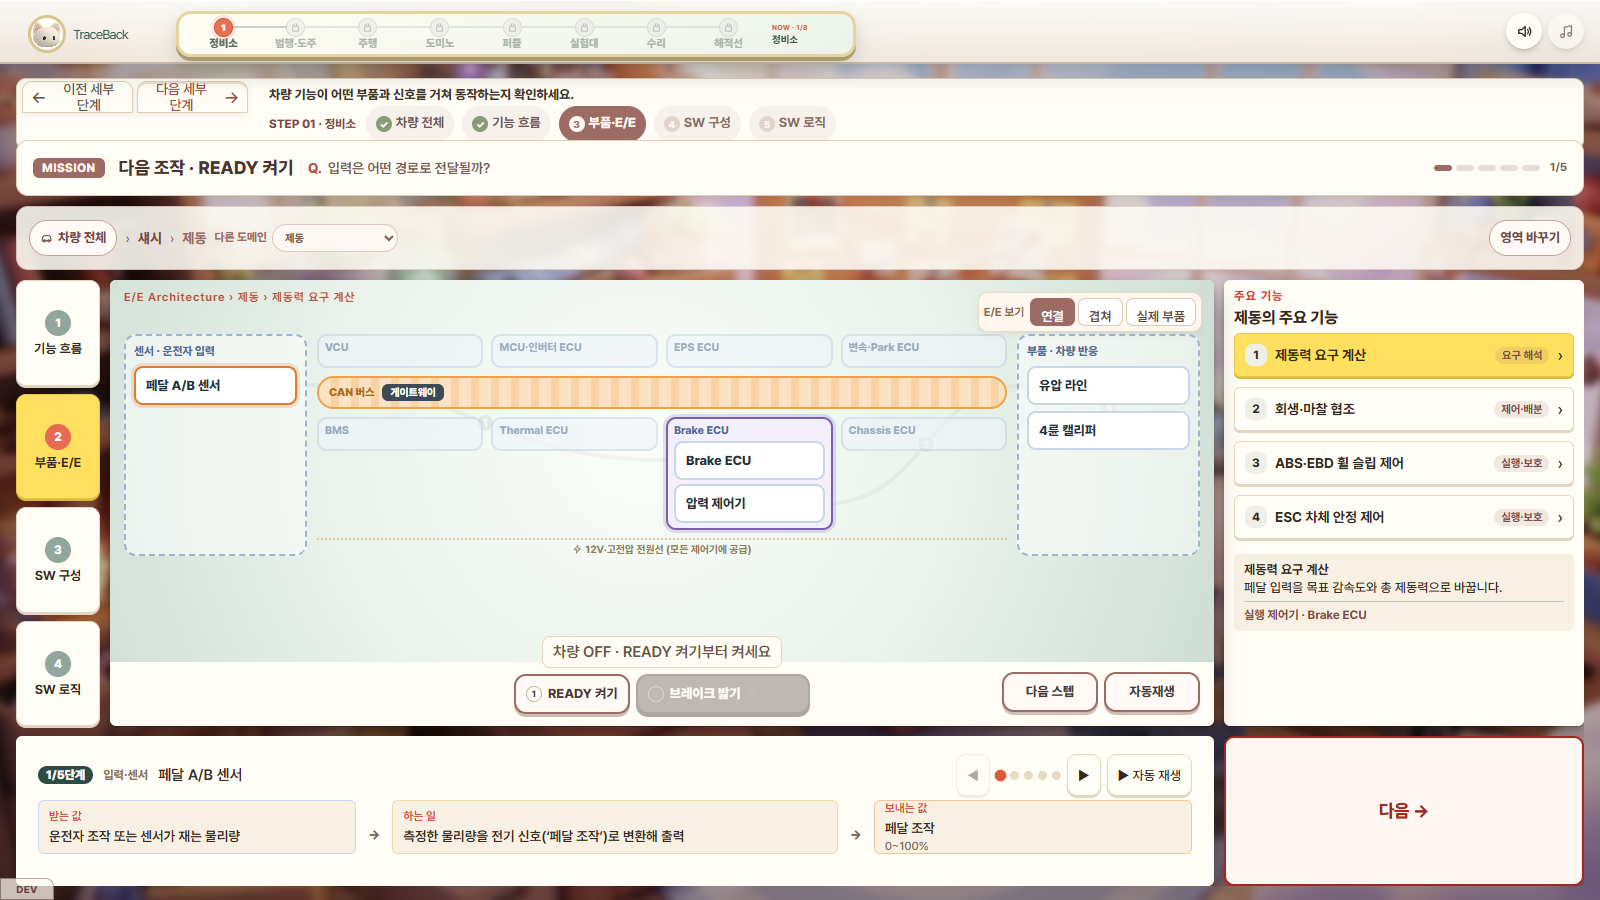 TraceBack
1
정비소
범행·도주
주행
도미노
퍼즐
실험대
수리
해적선
NOW · 1/8
정비소
이전 세부 단계
다음 세부 단계
차량 기능이 어떤 부품과 신호를 거쳐 동작하는지 확인하세요.
STEP 01 · 정비소
차량 전체
기능 흐름
3 부품·E/E
4 SW 구성
5 SW 로직
MISSION
다음 조작 · READY 켜기
Q. 입력은 어떤 경로로 전달될까?
1/5
차량 전체 › 섀시 › 제동
다른 도메인
제동
영역 바꾸기
1
기능 흐름
2
부품·E/E
3
SW 구성
4
SW 로직
E/E Architecture › 제동 › 제동력 요구 계산
E/E 보기
연결
겹쳐
실제 부품
센서 · 운전자 입력
페달 A/B 센서
VCU
MCU·인버터 ECU
EPS ECU
변속·Park ECU
CAN 버스
게이트웨이
BMS
Thermal ECU
Brake ECU
Brake ECU
압력 제어기
Chassis ECU
부품 · 차량 반응
유압 라인
4륜 캘리퍼
12V·고전압 전원선 (모든 제어기에 공급)
차량 OFF · READY 켜기부터 켜세요
1 READY 켜기
브레이크 밟기
다음 스텝
자동재생
주요 기능
제동의 주요 기능
1 제동력 요구 계산 요구 해석 ›
2 회생·마찰 협조 제어·배분 ›
3 ABS·EBD 휠 슬립 제어 실행·보호 ›
4 ESC 차체 안정 제어 실행·보호 ›
제동력 요구 계산
페달 입력을 목표 감속도와 총 제동력으로 바꿉니다.
실행 제어기 · Brake ECU
1/5단계
입력·센서
페달 A/B 센서
◀
▶
▶ 자동 재생
받는 값
운전자 조작 또는 센서가 재는 물리량
→
하는 일
측정한 물리량을 전기 신호(‘페달 조작’)로 변환해 출력
→
보내는 값
페달 조작
0~100%
다음 →
DEV